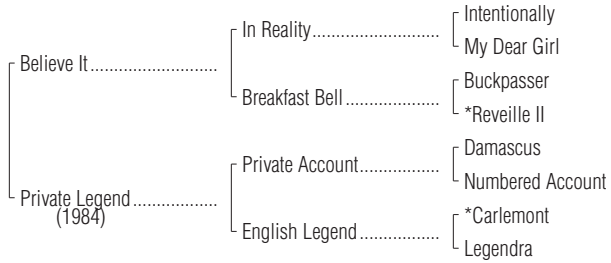 Intentionally
In Reality
My Dear Girl
Believe It
Buckpasser
Breakfast Bell
*Reveille II
Damascus
Private Account
Numbered Account
Private Legend
(1984)
*Carlemont
English Legend
Legendra